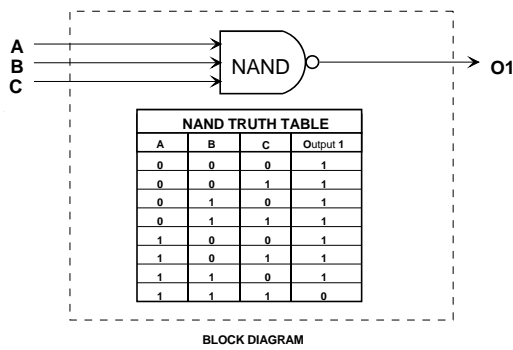 A
B
C
NAND
O1
NAND TRUTH TABLE
A B C Output 1
0 0 0 1
0 0 1 1
0 1 0 1
0 1 1 1
1 0 0 1
1 0 1 1
1 1 0 1
1 1 1 0
BLOCK DIAGRAM